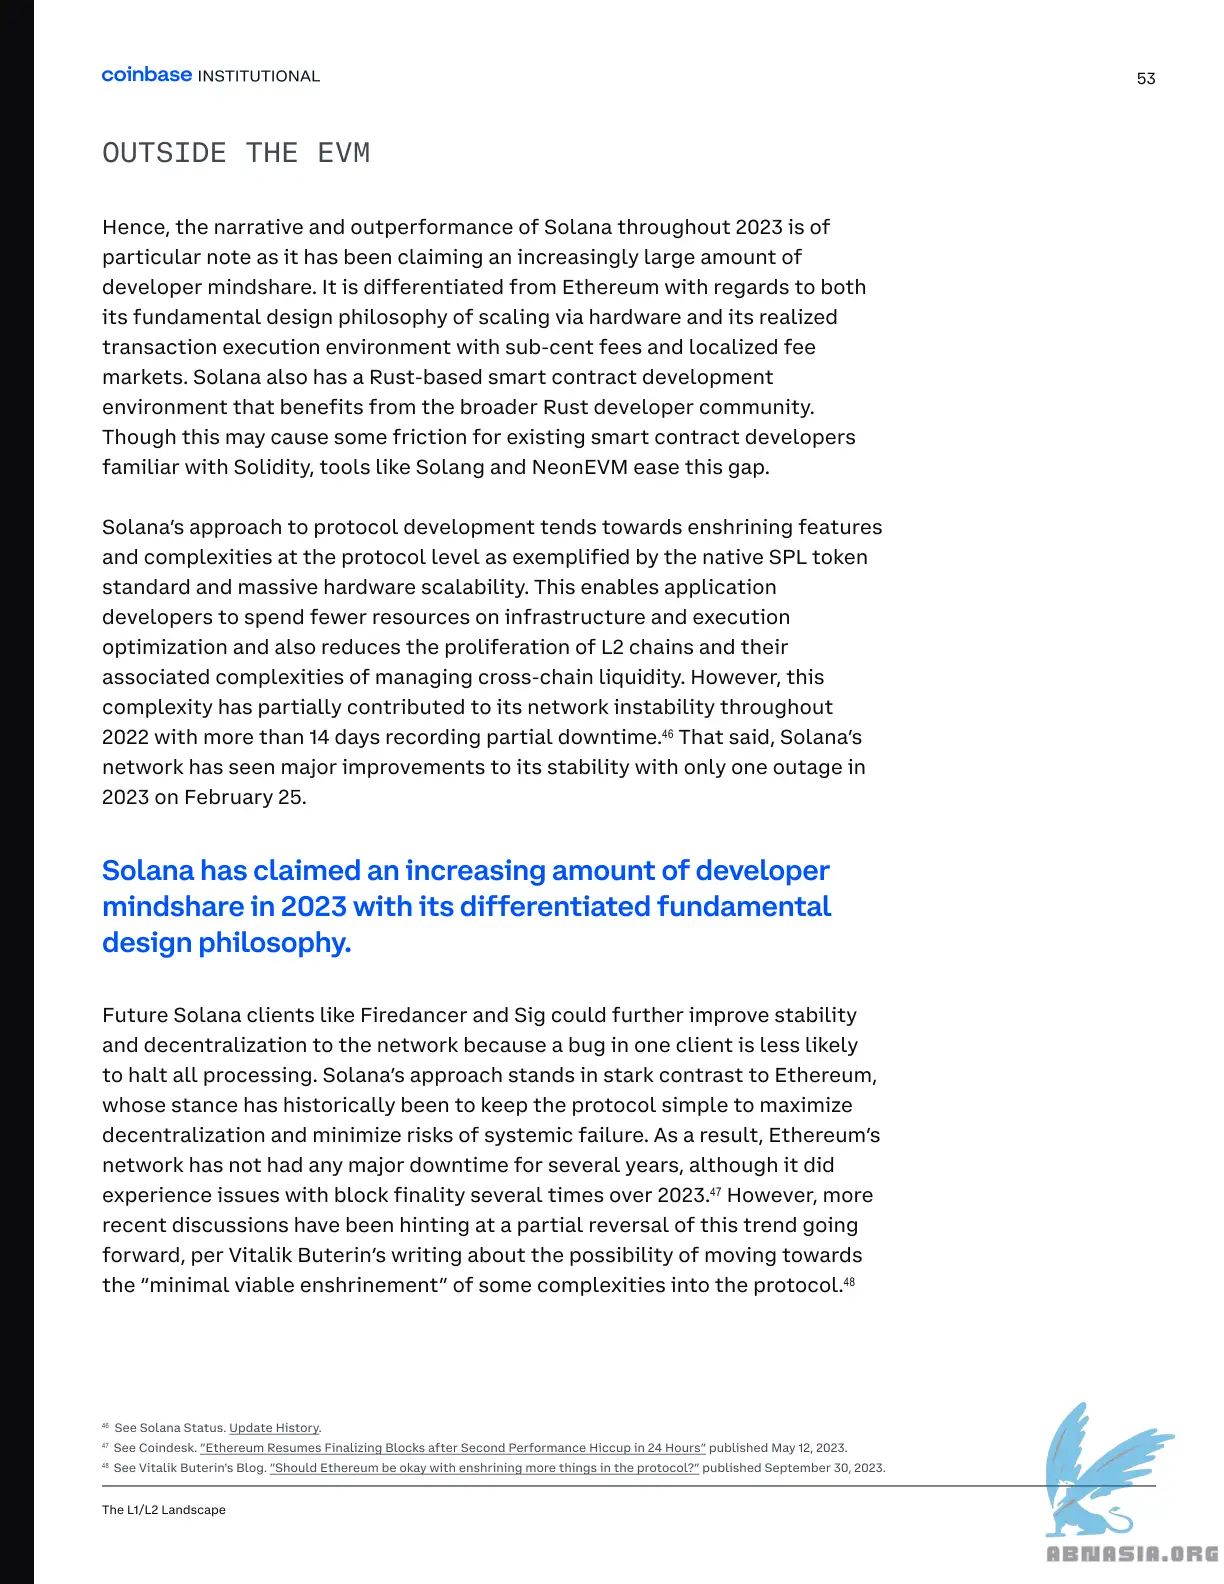 coinbase INSTITUTIONAL
53
OUTSIDE THE EVM
Hence, the narrative and outperformance of Solana throughout 2023 is of
particular note as it has been claiming an increasingly large amount of
developer mindshare. It is differentiated from Ethereum with regards to both
its fundamental design philosophy of scaling via hardware and its realized
transaction execution environment with sub-cent fees and localized fee
markets. Solana also has a Rust-based smart contract development
environment that benefits from the broader Rust developer community.
Though this may cause some friction for existing smart contract developers
familiar with Solidity, tools like Solang and NeonEVM ease this gap.
Solana’s approach to protocol development tends towards enshrining features
and complexities at the protocol level as exemplified by the native SPL token
standard and massive hardware scalability. This enables application
developers to spend fewer resources on infrastructure and execution
optimization and also reduces the proliferation of L2 chains and their
associated complexities of managing cross-chain liquidity. However, this
complexity has partially contributed to its network instability throughout
2022 with more than 14 days recording partial downtime.46 That said, Solana’s
network has seen major improvements to its stability with only one outage in
2023 on February 25.
Solana has claimed an increasing amount of developer
mindshare in 2023 with its differentiated fundamental
design philosophy.
Future Solana clients like Firedancer and Sig could further improve stability
and decentralization to the network because a bug in one client is less likely
to halt all processing. Solana’s approach stands in stark contrast to Ethereum,
whose stance has historically been to keep the protocol simple to maximize
decentralization and minimize risks of systemic failure. As a result, Ethereum’s
network has not had any major downtime for several years, although it did
experience issues with block finality several times over 2023.47 However, more
recent discussions have been hinting at a partial reversal of this trend going
forward, per Vitalik Buterin’s writing about the possibility of moving towards
the “minimal viable enshrinement” of some complexities into the protocol.48
46 See Solana Status. Update History.
47 See Coindesk. “Ethereum Resumes Finalizing Blocks after Second Performance Hiccup in 24 Hours” published May 12, 2023.
48 See Vitalik Buterin's Blog. “Should Ethereum be okay with enshrining more things in the protocol?” published September 30, 2023.
The L1/L2 Landscape
ABNASIA.ORG